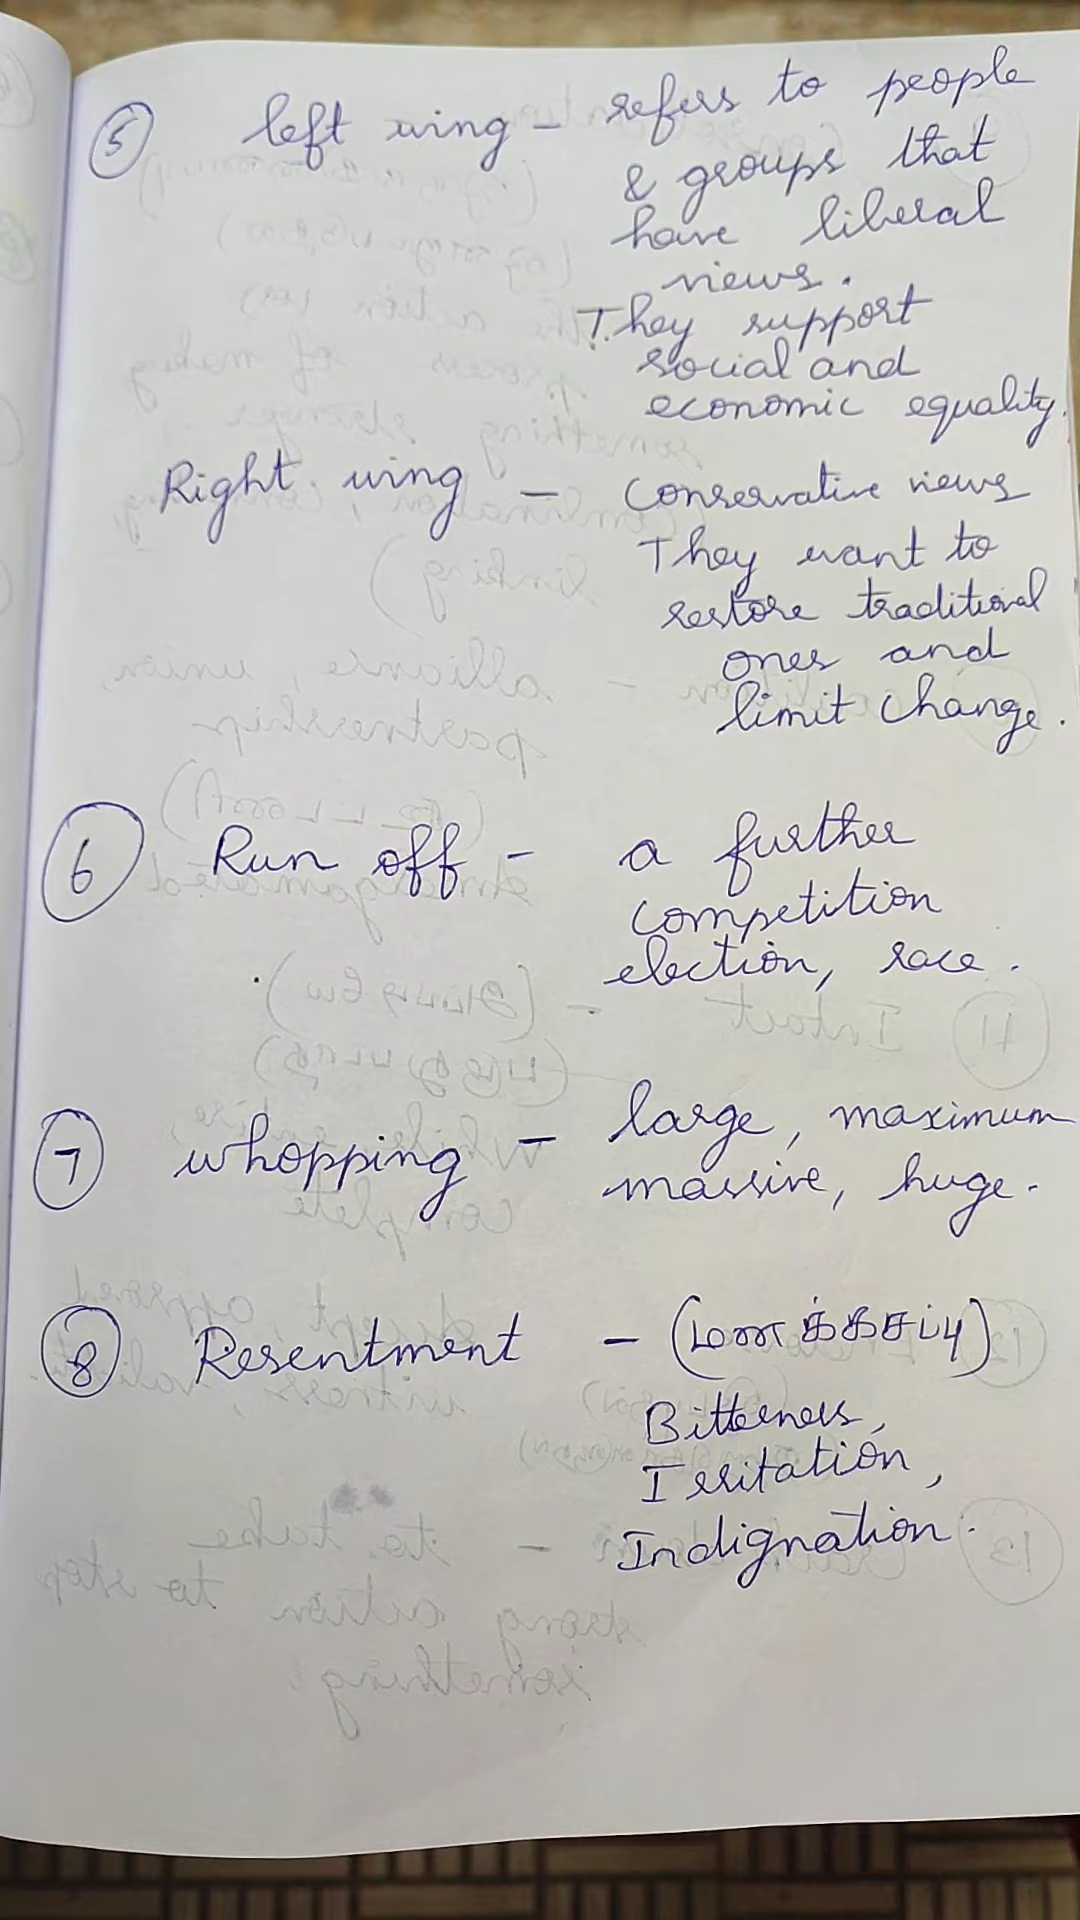 5 left wing – refers to people
& groups that
have liberal
views.
They support
social and
economic equality.
Right wing – Conservative views
They want to
restore traditional
ones and
limit change.
6 Run off – a further
competition
election, race.
7 whopping – large, maximum
massive, huge.
8 Resentment – (மனக்கசப்பு)
Bitterness,
Irritation,
Indignation.